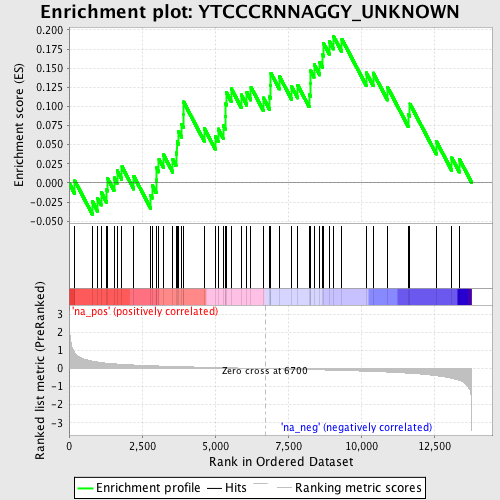 Enrichment plot: YTCCCRNNAGGY_UNKNOWN
Enrichment score (ES)
0.200
0.175
0.150
0.125
0.100
0.075
0.050
0.025
0.000
-0.025
-0.050
Ranked list metric (PreRanked)
'na_pos' (positively correlated)
3
2
1
0
-1
-2
-3
Zero cross at 6700
'na_neg' (negatively correlated)
0
2,500
5,000
7,500
10,000
12,500
Rank in Ordered Dataset
Enrichment profile
Hits
Ranking metric scores